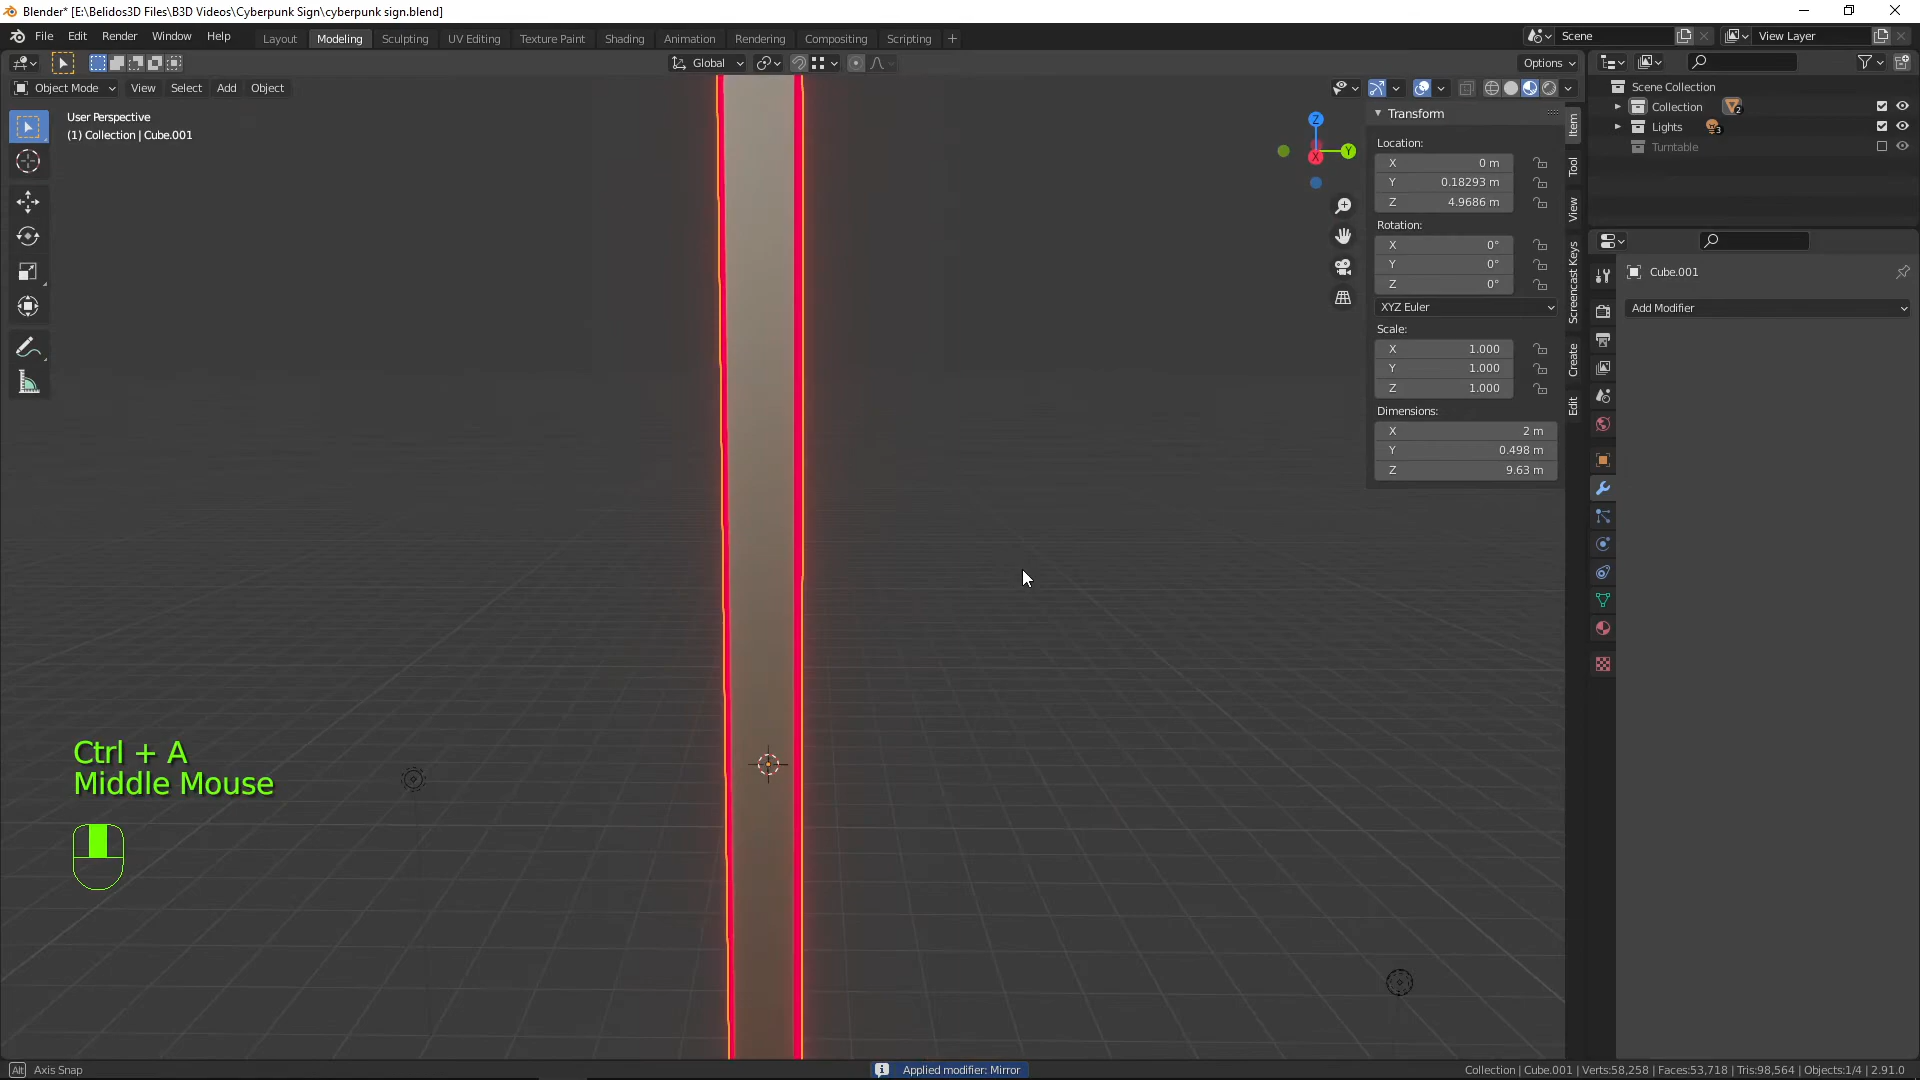 Blender* [E:\Belidos3D Files\B3D Videos\Cyberpunk Sign\cyberpunk sign.blend]
File Edit Render Window Help
Layout Modeling Sculpting UV Editing Texture Paint Shading Animation Rendering Compositing Scripting +
Scene
View Layer
Global
Options
Object Mode View Select Add Object
User Perspective
(1) Collection | Cube.001
Z
Y
X
Transform
Location:
X 0 m
Y 0.18293 m
Z 4.9686 m
Rotation:
X 0°
Y 0°
Z 0°
XYZ Euler
Scale:
X 1.000
Y 1.000
Z 1.000
Dimensions:
X 2 m
Y 0.498 m
Z 9.63 m
Item
Tool
View
Screencast Keys
Create
Edit
Scene Collection
Collection 2
Lights 3
Turntable
Cube.001
Add Modifier
Ctrl + A
Middle Mouse
Alt Axis Snap
Applied modifier: Mirror
Collection | Cube.001 | Verts:58,258 | Faces:53,718 | Tris:98,564 | Objects:1/4 | 2.91.0